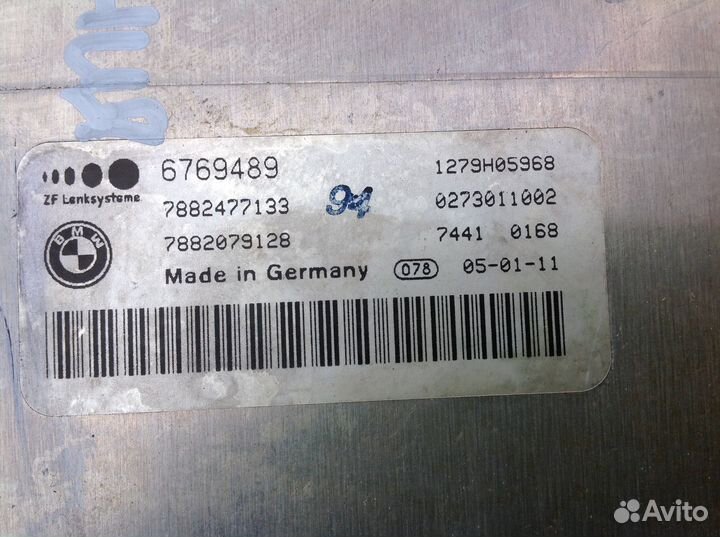 6769489
1279H05968
ZF Lenksysteme
7882477133
94
0273011002
BMW
7882079128
7441 0168
Made in Germany
078
05-01-11
Avito